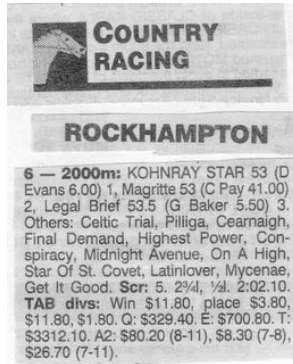 COUNTRY
RACING
ROCKHAMPTON
6 — 2000m: KOHNRAY STAR 53 (D
Evans 6.00) 1, Magritte 53 (C Pay 41.00)
2, Legal Brief 53.5 (G Baker 5.50) 3.
Others: Celtic Trial, Pilliga, Cearnaigh,
Final Demand, Highest Power, Con-
spiracy, Midnight Avenue, On A High,
Star Of St. Covet, Latinlover, Mycenae,
Get It Good. Scr: 5. 2¾l, ½l. 2:02.10.
TAB divs: Win $11.80, place $3.80,
$11.80, $1.80. Q: $329.40. E: $700.80. T:
$3312.10. A2: $80.20 (8-11), $8.30 (7-8),
$26.70 (7-11).